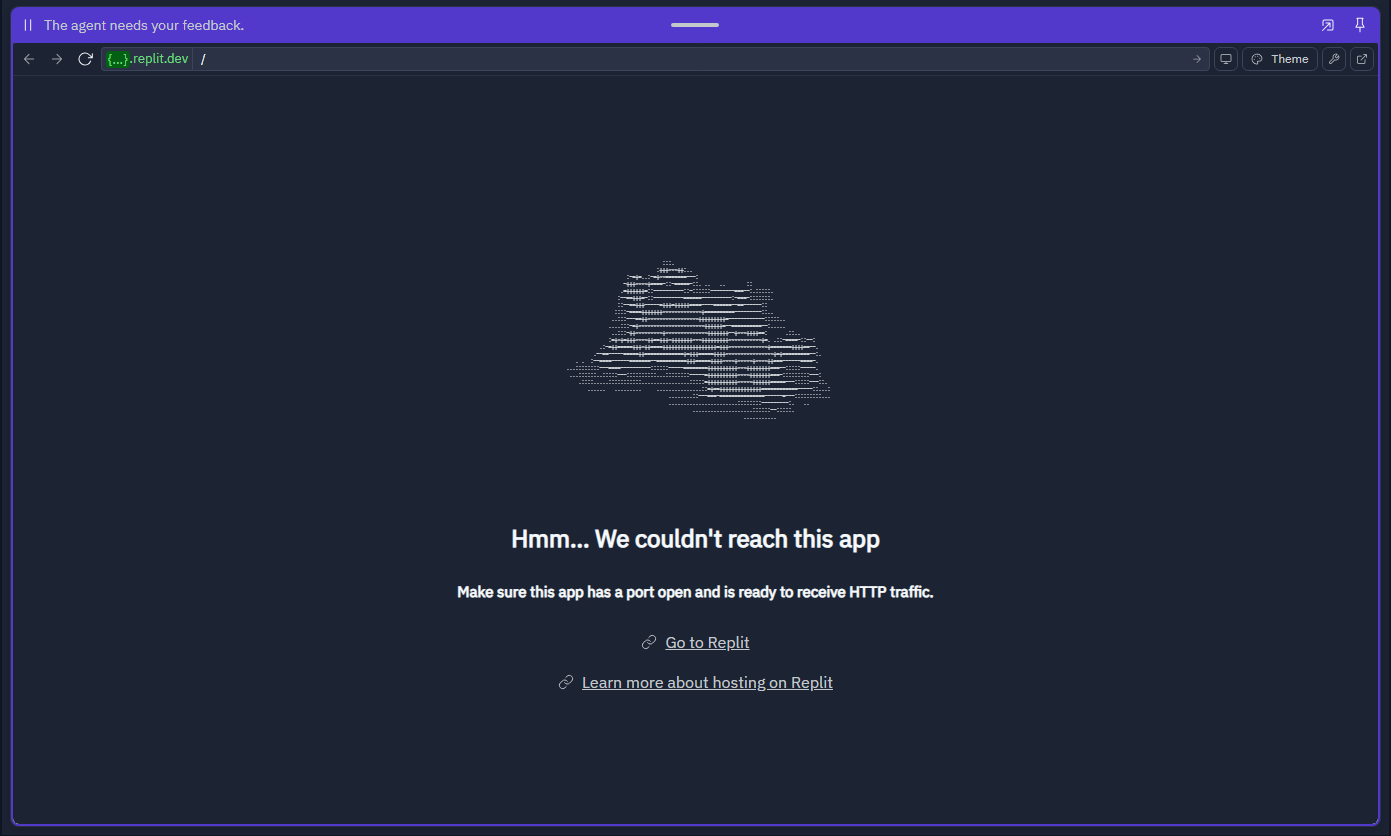 The agent needs your feedback.
{...}.replit.dev /
Theme
Hmm... We couldn't reach this app
Make sure this app has a port open and is ready to receive HTTP traffic.
Go to Replit
Learn more about hosting on Replit